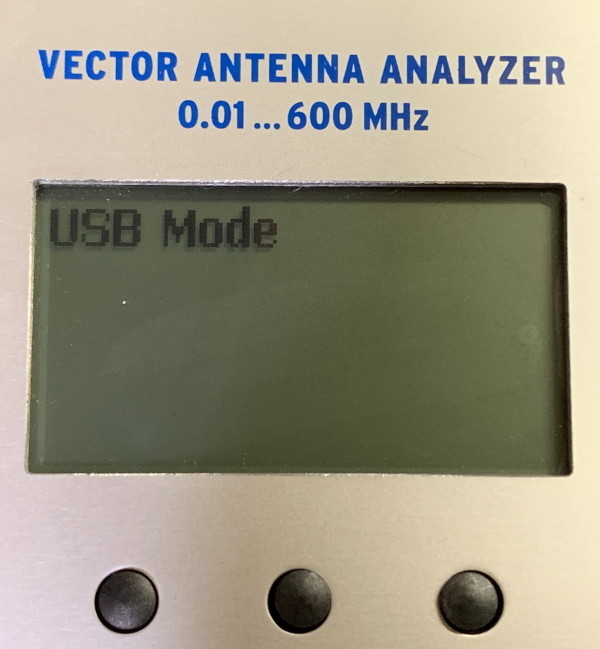 VECTOR ANTENNA ANALYZER
0.01...600 MHz
USB Mode